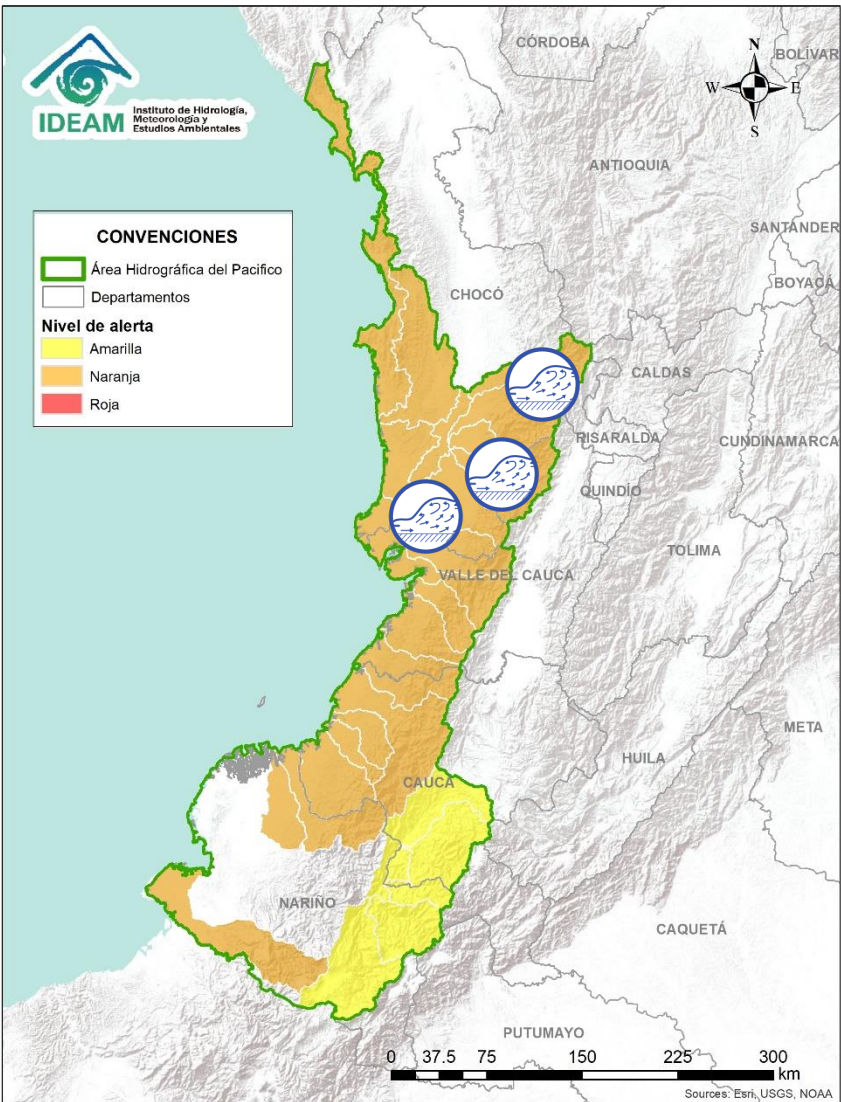 IDEAM
Instituto de Hidrología,
Meteorología y
Estudios Ambientales
CÓRDOBA
BOLÍVAR
N
W
E
S
ANTIOQUIA
SANTANDER
BOYACÁ
CONVENCIONES
Área Hidrográfica del Pacifico
Departamentos
Nivel de alerta
Amarilla
Naranja
Roja
CHOCÓ
CALDAS
RISARALDA
CUNDINAMARCA
QUINDÍO
TOLIMA
VALLE DEL CAUCA
META
HUILA
CAUCA
NARIÑO
CAQUETÁ
PUTUMAYO
0 37.5 75 150 225 300
km
Sources: Esri, USGS, NOAA